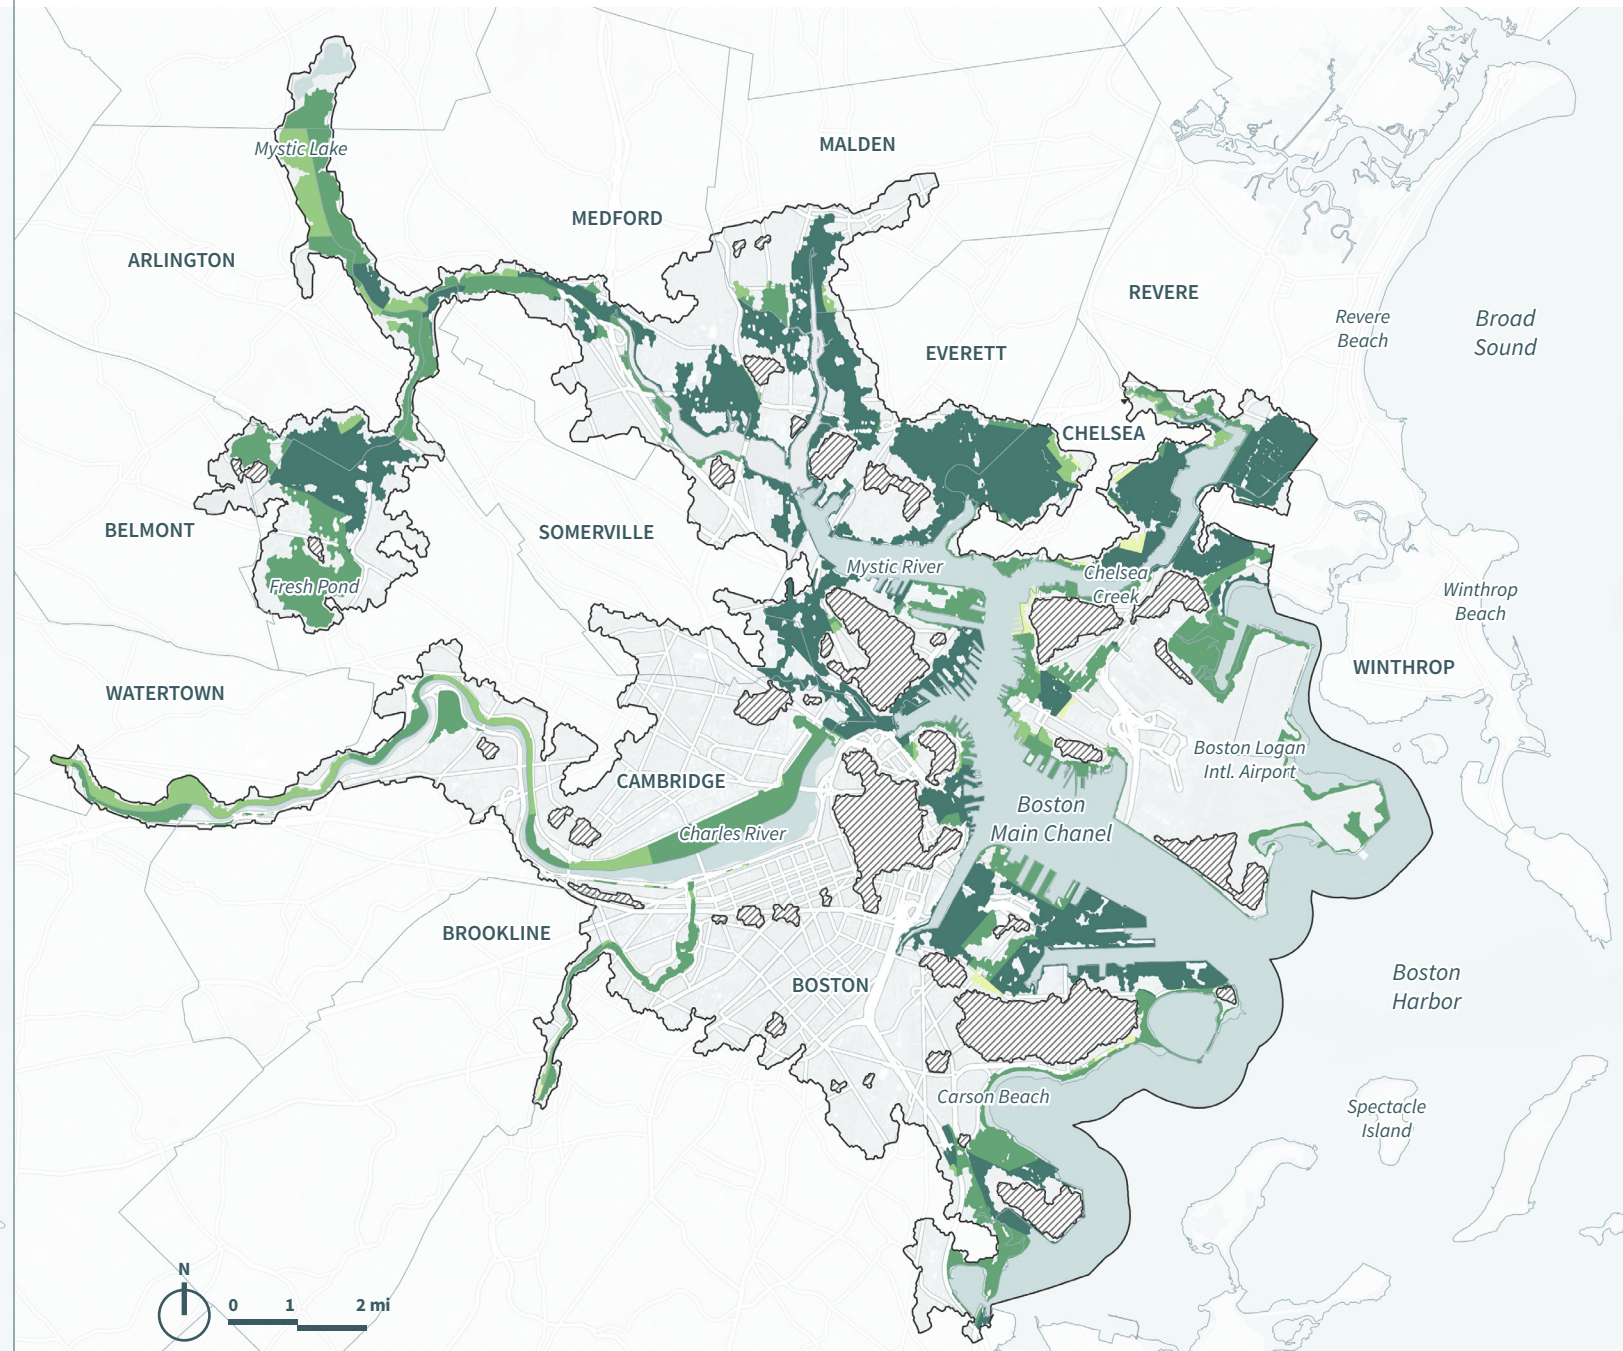 MALDEN
Mystic Lake
MEDFORD
ARLINGTON
REVERE
Revere
Beach
Broad
Sound
EVERETT
CHELSEA
BELMONT
SOMERVILLE
Mystic River
Chelsea
Creek
Fresh Pond
Winthrop
Beach
WINTHROP
WATERTOWN
Boston Logan
Intl. Airport
CAMBRIDGE
Boston
Main Chanel
Charles River
BROOKLINE
BOSTON
Boston
Harbor
Carson Beach
Spectacle
Island
N
0 1 2 mi